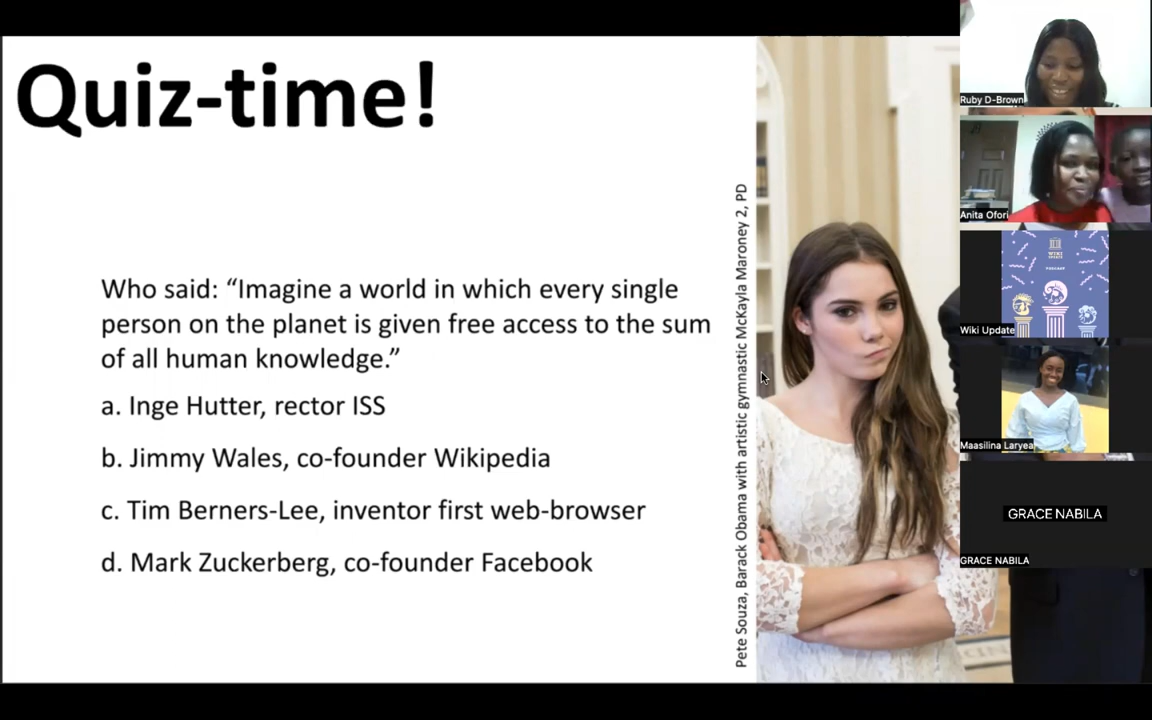 Quiz-time!
Who said: “Imagine a world in which every single
person on the planet is given free access to the sum
of all human knowledge.”
a. Inge Hutter, rector ISS
b. Jimmy Wales, co-founder Wikipedia
c. Tim Berners-Lee, inventor first web-browser
d. Mark Zuckerberg, co-founder Facebook
Pete Souza, Barack Obama with artistic gymnastic McKayla Maroney 2, PD
Ruby D-Brown
Anita Ofori
WIKI
UPDATE
PODCAST
Wiki Update
Maasilina Laryea
GRACE NABILA
GRACE NABILA